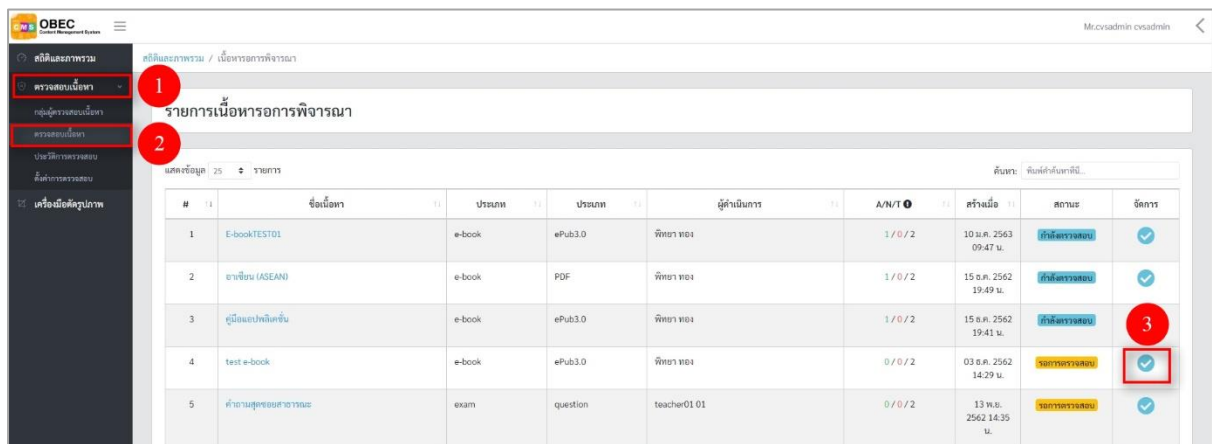 CMS OBEC
Content Management System
Mr.cvsadmin cvsadmin
สถิติและภาพรวม
ตรวจสอบเนื้อหา
กลุ่มผู้ตรวจสอบเนื้อหา
ตรวจสอบเนื้อหา
ประวัติการตรวจสอบ
ตั้งค่าการตรวจสอบ
เครื่องมือตัดรูปภาพ
1
2
สถิติและภาพรวม / เนื้อหารอการพิจารณา
รายการเนื้อหารอการพิจารณา
แสดงข้อมูล 25 รายการ
ค้นหา: พิมพ์คำค้นหาที่นี่...
# ชื่อเนื้อหา ประเภท ประเภท ผู้ดำเนินการ A/N/T สร้างเมื่อ สถานะ จัดการ
1 E-bookTEST01 e-book ePub3.0 พิทยา ทอง 1/0/2 10 ม.ค. 2563 กำลังตรวจสอบ
09:47 น.
2 อาเซียน (ASEAN) e-book PDF พิทยา ทอง 1/0/2 15 ธ.ค. 2562 กำลังตรวจสอบ
19:49 น.
3 คู่มือแอปพลิเคชั่น e-book ePub3.0 พิทยา ทอง 1/0/2 15 ธ.ค. 2562 กำลังตรวจสอบ
19:41 น.
3
4 test e-book e-book ePub3.0 พิทยา ทอง 0/0/2 03 ธ.ค. 2562 รอการตรวจสอบ
14:29 น.
5 คำถามสุดขอบสาธารณะ exam question teacher01 01 0/0/2 13 พ.ย. รอการตรวจสอบ
2562 14:35
น.